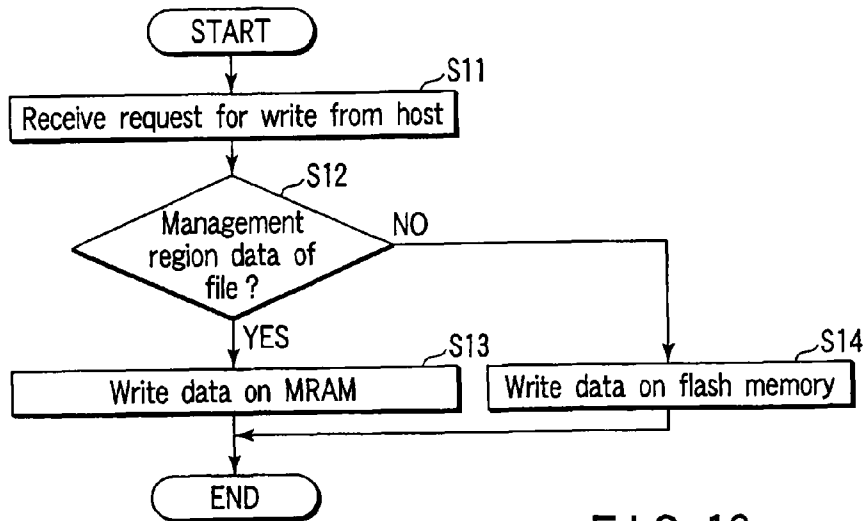 START
S11
Receive request for write from host
S12
Management
region data of
file?
NO
YES
S13
Write data on MRAM
S14
Write data on flash memory
END